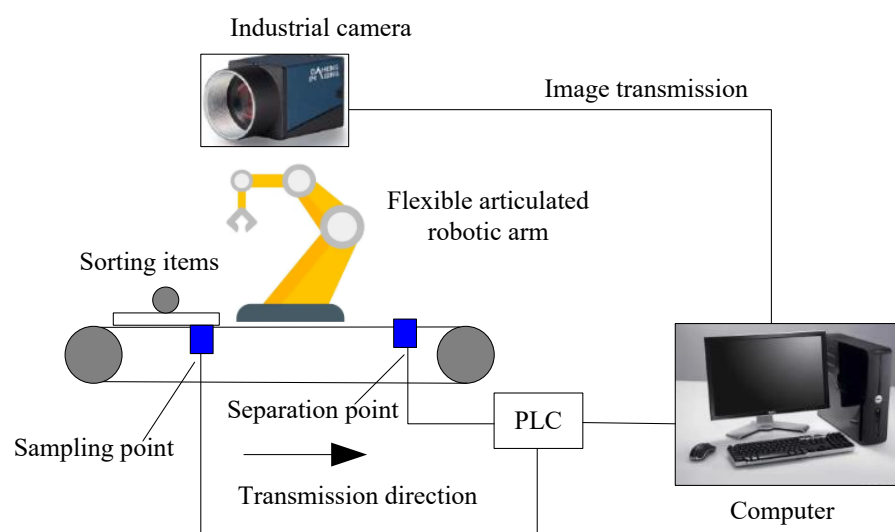 Industrial camera
Image transmission
Flexible articulated
robotic arm
Sorting items
Separation point
PLC
Sampling point
Transmission direction
Computer